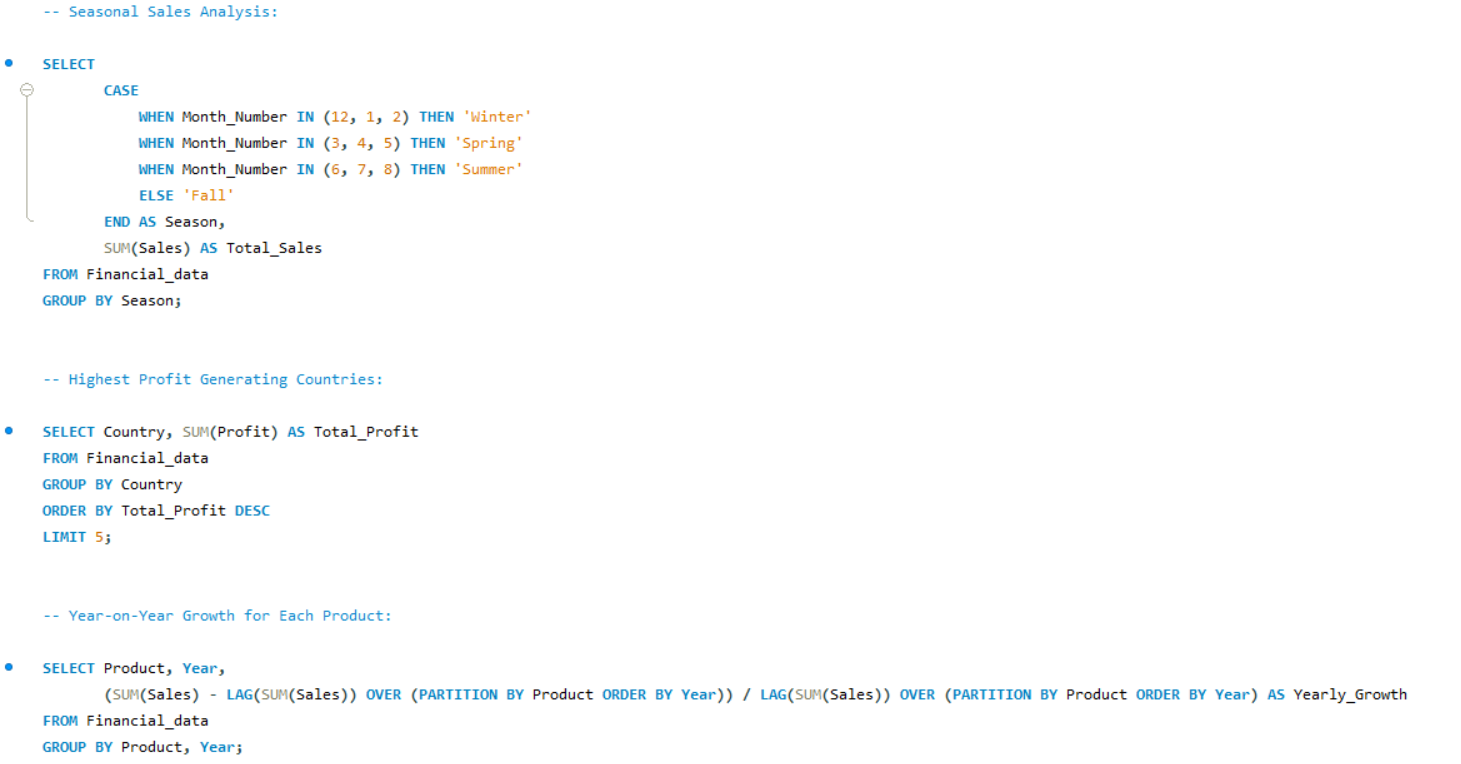 -- Seasonal Sales Analysis:
SELECT
CASE
WHEN Month_Number IN (12, 1, 2) THEN 'Winter'
WHEN Month_Number IN (3, 4, 5) THEN 'Spring'
WHEN Month_Number IN (6, 7, 8) THEN 'Summer'
ELSE 'Fall'
END AS Season,
SUM(Sales) AS Total_Sales
FROM Financial_data
GROUP BY Season;
-- Highest Profit Generating Countries:
SELECT Country, SUM(Profit) AS Total_Profit
FROM Financial_data
GROUP BY Country
ORDER BY Total_Profit DESC
LIMIT 5;
-- Year-on-Year Growth for Each Product:
SELECT Product, Year,
(SUM(Sales) - LAG(SUM(Sales)) OVER (PARTITION BY Product ORDER BY Year)) / LAG(SUM(Sales)) OVER (PARTITION BY Product ORDER BY Year) AS Yearly_Growth
FROM Financial_data
GROUP BY Product, Year;